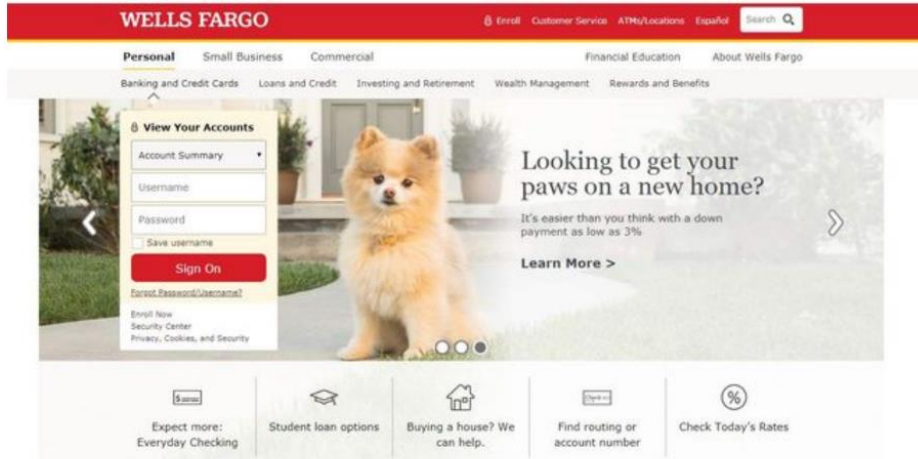 WELLS FARGO
Enroll Customer Service ATMs/Locations Español Search
Personal Small Business Commercial Financial Education About Wells Fargo
Banking and Credit Cards Loans and Credit Investing and Retirement Wealth Management Rewards and Benefits
View Your Accounts
Account Summary
Username
Password
Save username
Sign On
Forgot Password/Username?
Enroll Now
Security Center
Privacy, Cookies, and Security
Looking to get your
paws on a new home?
It's easier than you think with a down
payment as low as 3%
Learn More >
Expect more:
Everyday Checking
Student loan options
Buying a house? We
can help.
Find routing or
account number
Check Today's Rates